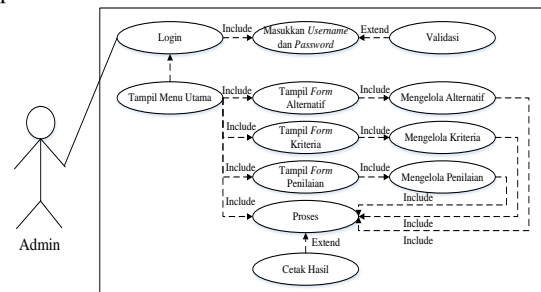 Login
Include
Masukkan Username
dan Password
Extend
Validasi
Tampil Menu Utama
Include
Tampil Form
Alternatif
Include
Mengelola Alternatif
Include
Tampil Form
Kriteria
Include
Mengelola Kriteria
Include
Tampil Form
Penilaian
Include
Mengelola Penilaian
Include
Include
Proses
Include
Include
Extend
Cetak Hasil
Admin